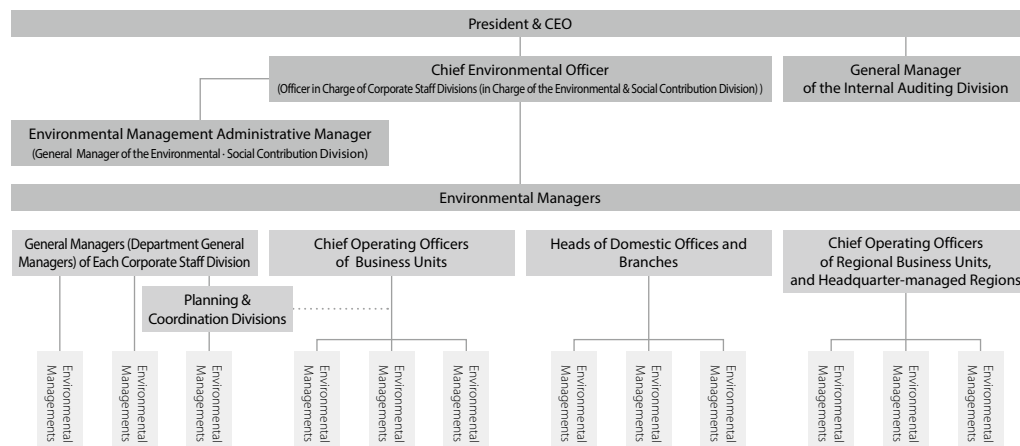 President & CEO
Chief Environmental Officer
(Officer in Charge of Corporate Staff Divisions (in Charge of the Environmental & Social Contribution Division) )
General Manager
of the Internal Auditing Division
Environmental Management Administrative Manager
(General Manager of the Environmental · Social Contribution Division)
Environmental Managers
General Managers (Department General
Managers) of Each Corporate Staff Division
Chief Operating Officers
of Business Units
Heads of Domestic Offices and
Branches
Chief Operating Officers
of Regional Business Units,
and Headquarter-managed Regions
Planning &
Coordination Divisions
Environmental
Managements
Environmental
Managements
Environmental
Managements
Environmental
Managements
Environmental
Managements
Environmental
Managements
Environmental
Managements
Environmental
Managements
Environmental
Managements
Environmental
Managements
Environmental
Managements
Environmental
Managements